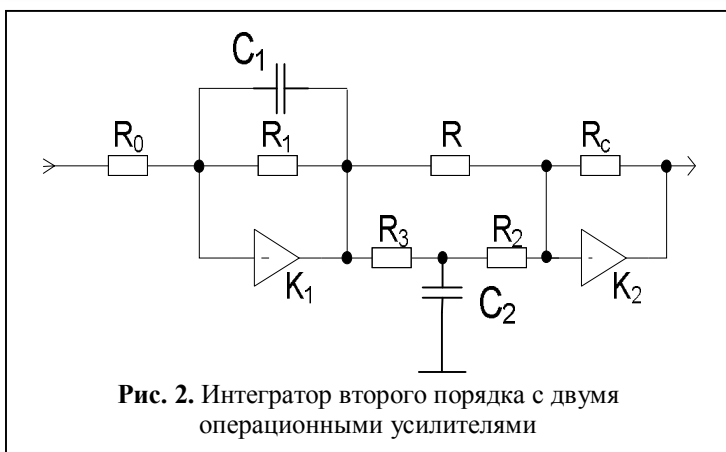 C1
R0 R1 R Rc
R3 R2
- -
K1 C2 K2
Рис. 2. Интегратор второго порядка с двумя
операционными усилителями